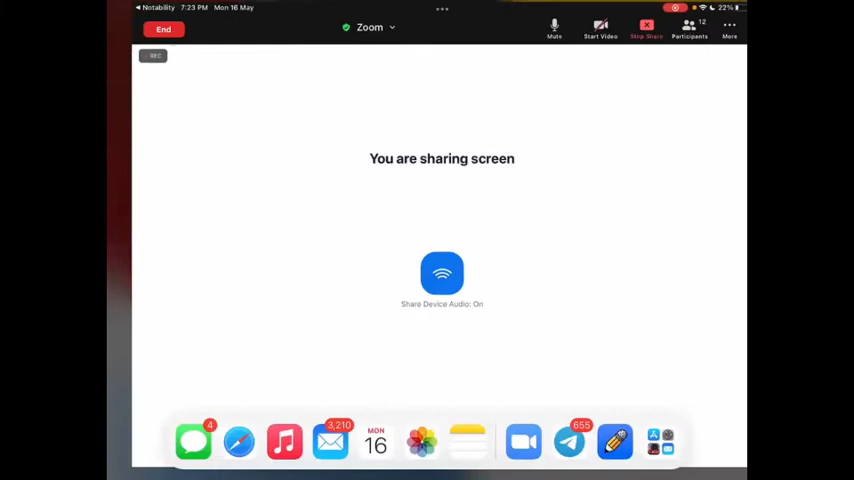 Notability 7:23 PM Mon 16 May 22%
End Zoom Mute Start Video Stop Share 12 Participants More
REC
You are sharing screen
Share Device Audio: On
4 3,210 655
MON
16